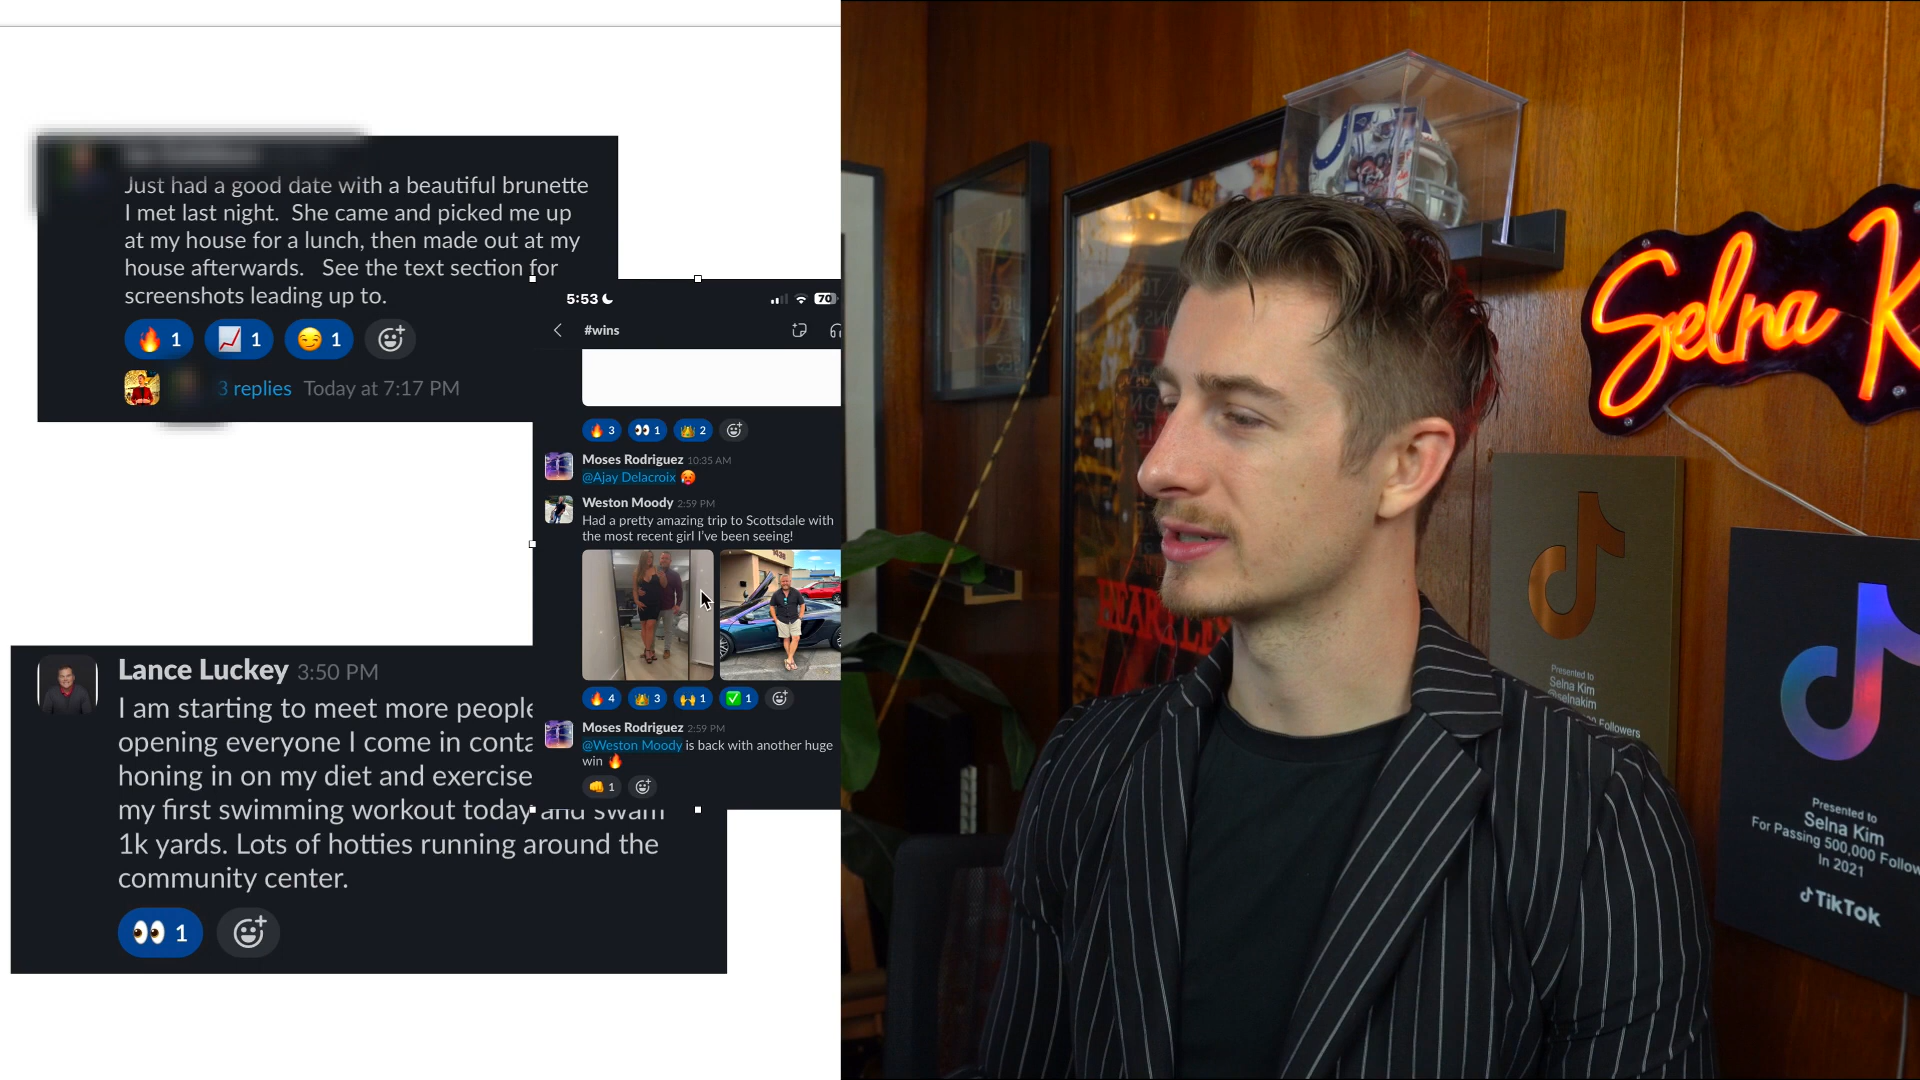 Just had a good date with a beautiful brunette
I met last night. She came and picked me up
at my house for a lunch, then made out at my
house afterwards. See the text section for
screenshots leading up to.
1
1
1
3 replies Today at 7:17 PM
5:53
70
#wins
3
1
2
Moses Rodriguez 10:35 AM
@Ajay Delacroix
Weston Moody 2:59 PM
Had a pretty amazing trip to Scottsdale with
the most recent girl I've been seeing!
4
3
1
1
Moses Rodriguez 2:59 PM
@Weston Moody is back with another huge
win
1
Lance Luckey 3:50 PM
I am starting to meet more people
opening everyone I come in conta
honing in on my diet and exercise
my first swimming workout today and swam
1k yards. Lots of hotties running around the
community center.
1
Selna K
HEARTLE
Presented to
Selna Kim
@selnakim
Followers
Presented to
Selna Kim
For Passing 500,000 Follow
In 2021
TikTok